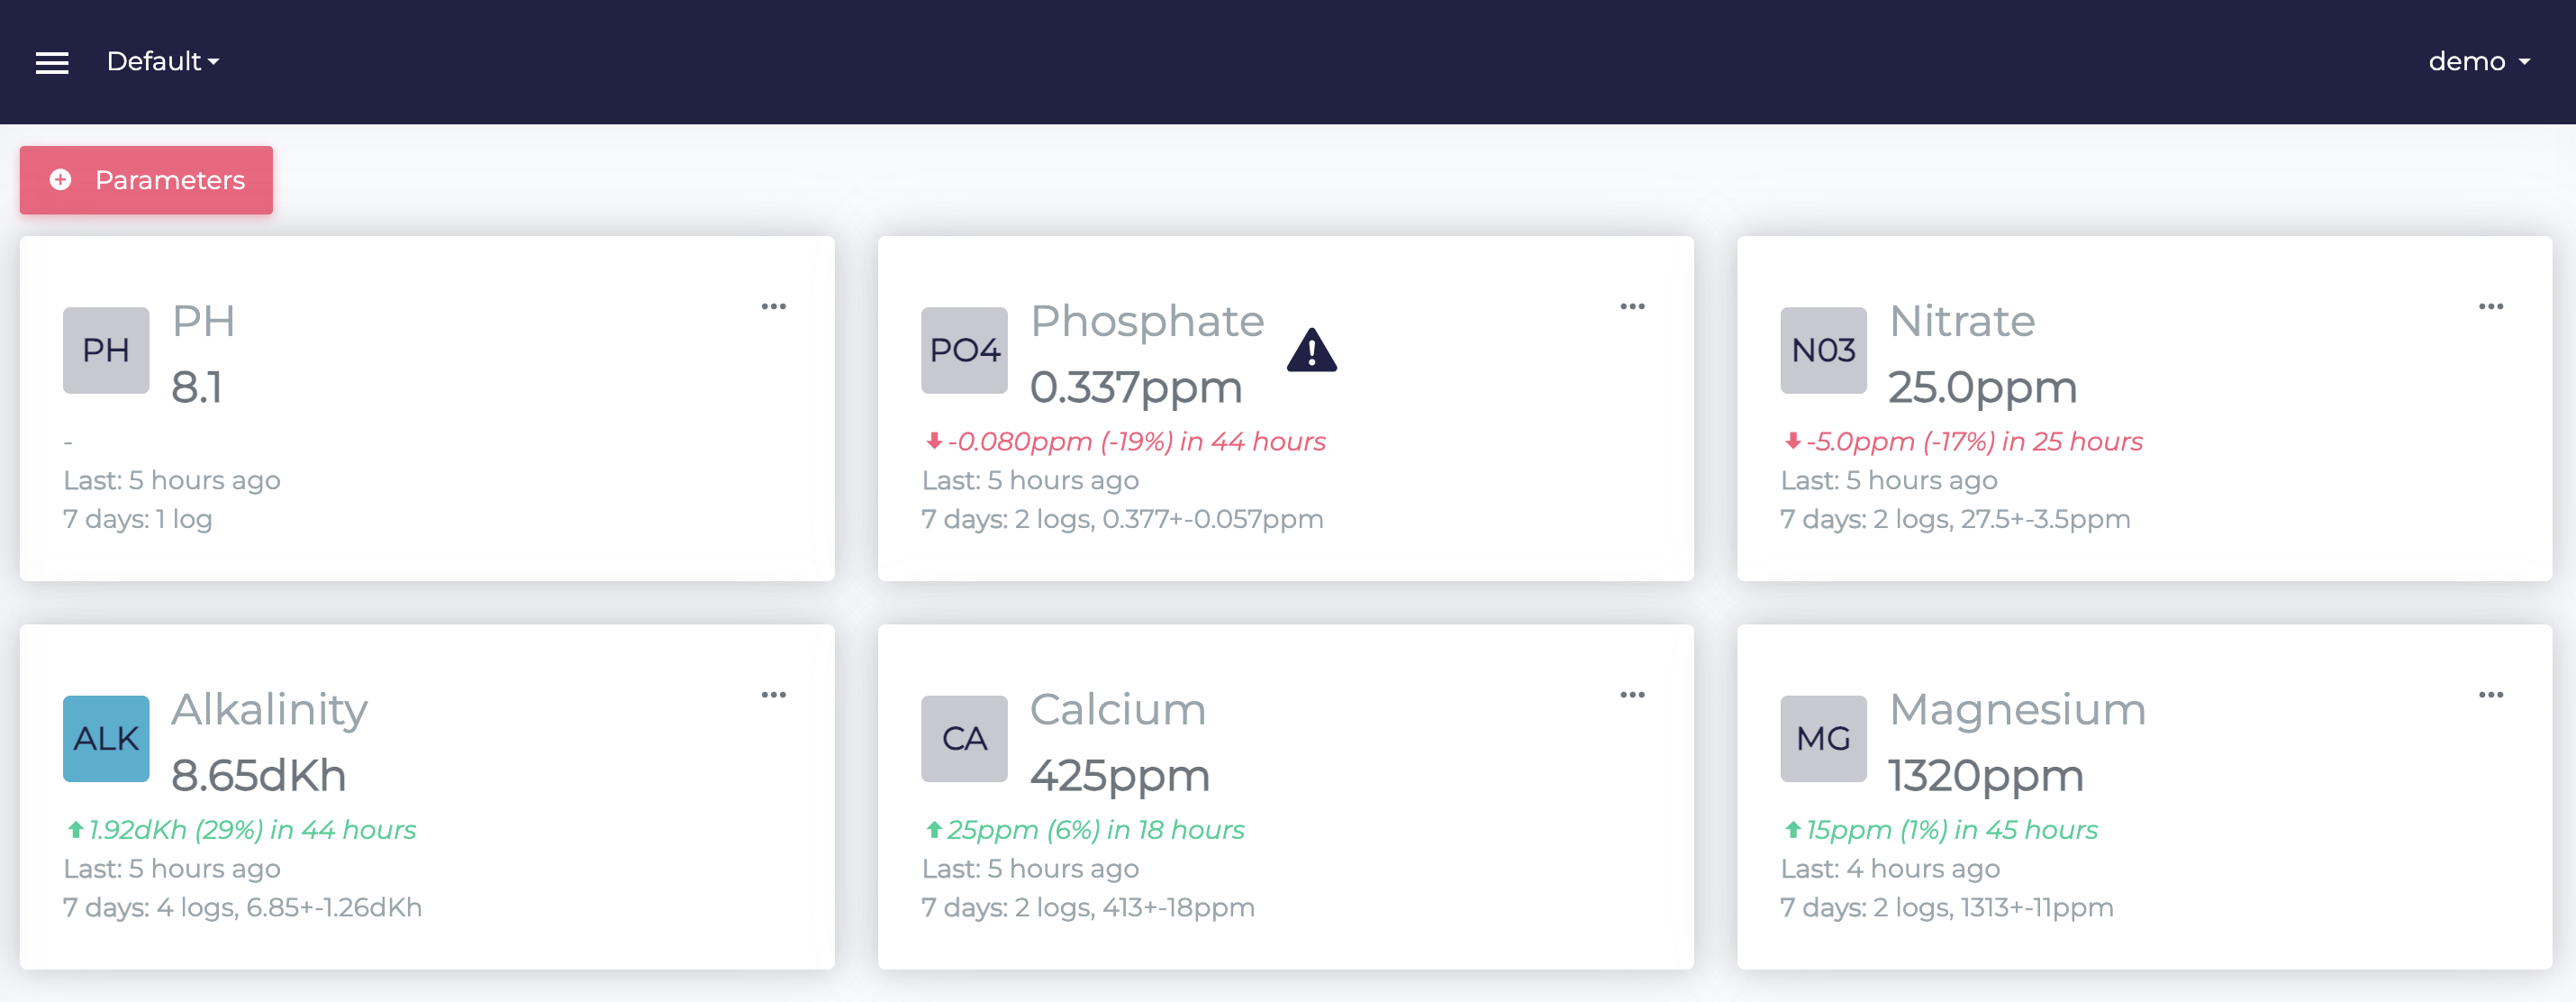 Default
demo
Parameters
PH
PH
8.1
-
Last: 5 hours ago
7 days: 1 log
PO4
Phosphate
0.337ppm
-0.080ppm (-19%) in 44 hours
Last: 5 hours ago
7 days: 2 logs, 0.377+-0.057ppm
N03
Nitrate
25.0ppm
-5.0ppm (-17%) in 25 hours
Last: 5 hours ago
7 days: 2 logs, 27.5+-3.5ppm
ALK
Alkalinity
8.65dKh
1.92dKh (29%) in 44 hours
Last: 5 hours ago
7 days: 4 logs, 6.85+-1.26dKh
CA
Calcium
425ppm
25ppm (6%) in 18 hours
Last: 5 hours ago
7 days: 2 logs, 413+-18ppm
MG
Magnesium
1320ppm
15ppm (1%) in 45 hours
Last: 4 hours ago
7 days: 2 logs, 1313+-11ppm